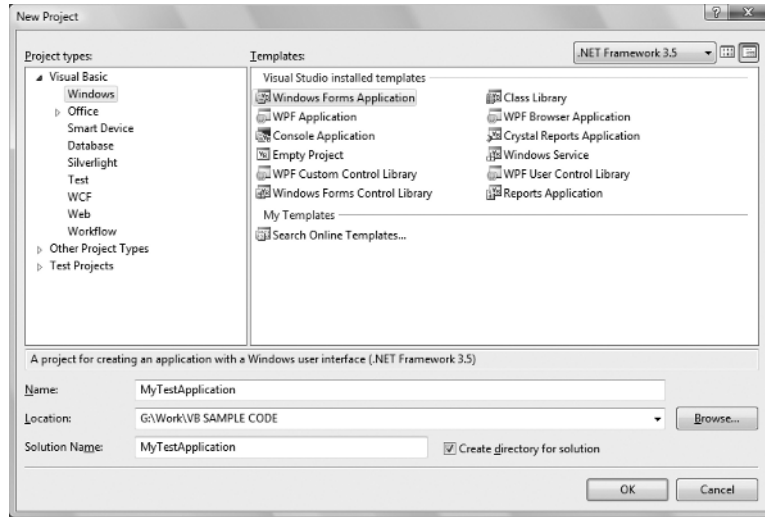 New Project
Project types:
Templates:
.NET Framework 3.5
Visual Basic
Windows
Office
Smart Device
Database
Silverlight
Test
WCF
Web
Workflow
Other Project Types
Test Projects
Visual Studio installed templates
Windows Forms Application
Class Library
WPF Application
WPF Browser Application
Console Application
Crystal Reports Application
Empty Project
Windows Service
WPF Custom Control Library
WPF User Control Library
Windows Forms Control Library
Reports Application
My Templates
Search Online Templates...
A project for creating an application with a Windows user interface (.NET Framework 3.5)
Name:
MyTestApplication
Location:
G:\Work\VB SAMPLE CODE
Browse...
Solution Name:
MyTestApplication
Create directory for solution
OK
Cancel